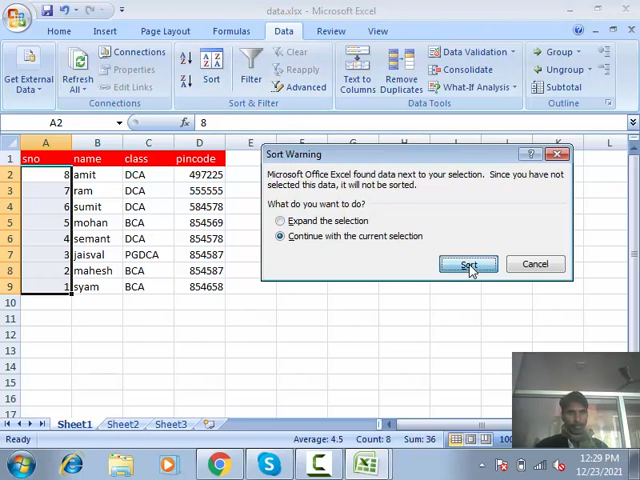 data.xlsx - Microsoft Excel
Home Insert Page Layout Formulas Data Review View
Get External Data
Refresh All
Connections
Properties
Edit Links
Connections
Sort
Filter
Clear
Reapply
Advanced
Sort & Filter
Text to Columns
Remove Duplicates
Data Validation
Consolidate
What-If Analysis
Data Tools
Group
Ungroup
Subtotal
Outline
A2 fx 8
A B C D E F G H I J K L
1 sno name class pincode
2 8 amit DCA 497225
3 7 ram DCA 555555
4 6 sumit DCA 584578
5 5 mohan BCA 854569
6 4 semant DCA 854578
7 3 jaisval PGDCA 854587
8 2 mahesh BCA 854587
9 1 syam BCA 854658
10
11
12
13
14
15
16
17
Sort Warning
Microsoft Office Excel found data next to your selection. Since you have
not selected this data, it will not be sorted.
What do you want to do?
Expand the selection
Continue with the current selection
Sort Cancel
Sheet1 Sheet2 Sheet3
Ready Average: 4.5 Count: 8 Sum: 36 100
12:29 PM
12/23/2021